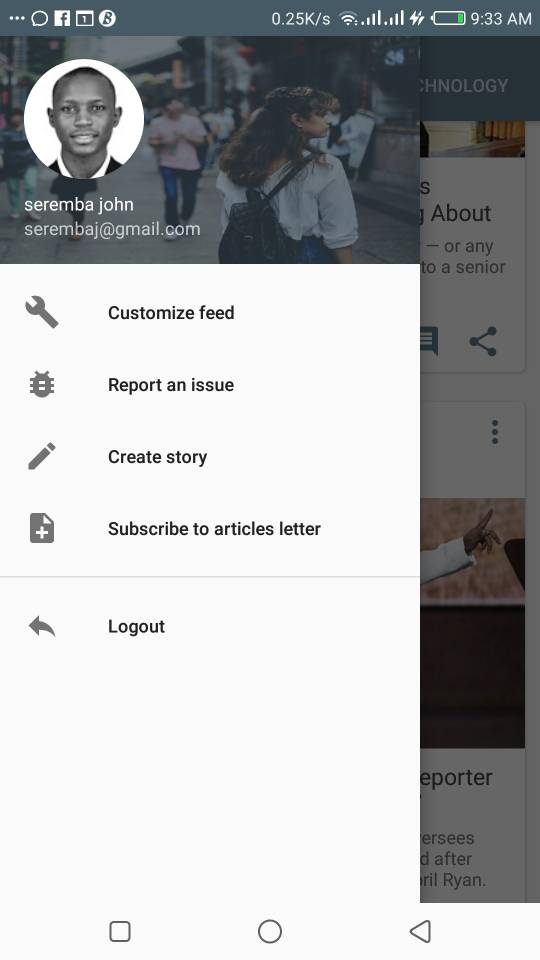 0.25K/s
9:33 AM
CHNOLOGY
seremba john
serembaj@gmail.com
s
g About
— or any
to a senior
Customize feed
Report an issue
Create story
Subscribe to articles letter
Logout
eporter
versees
d after
pril Ryan.